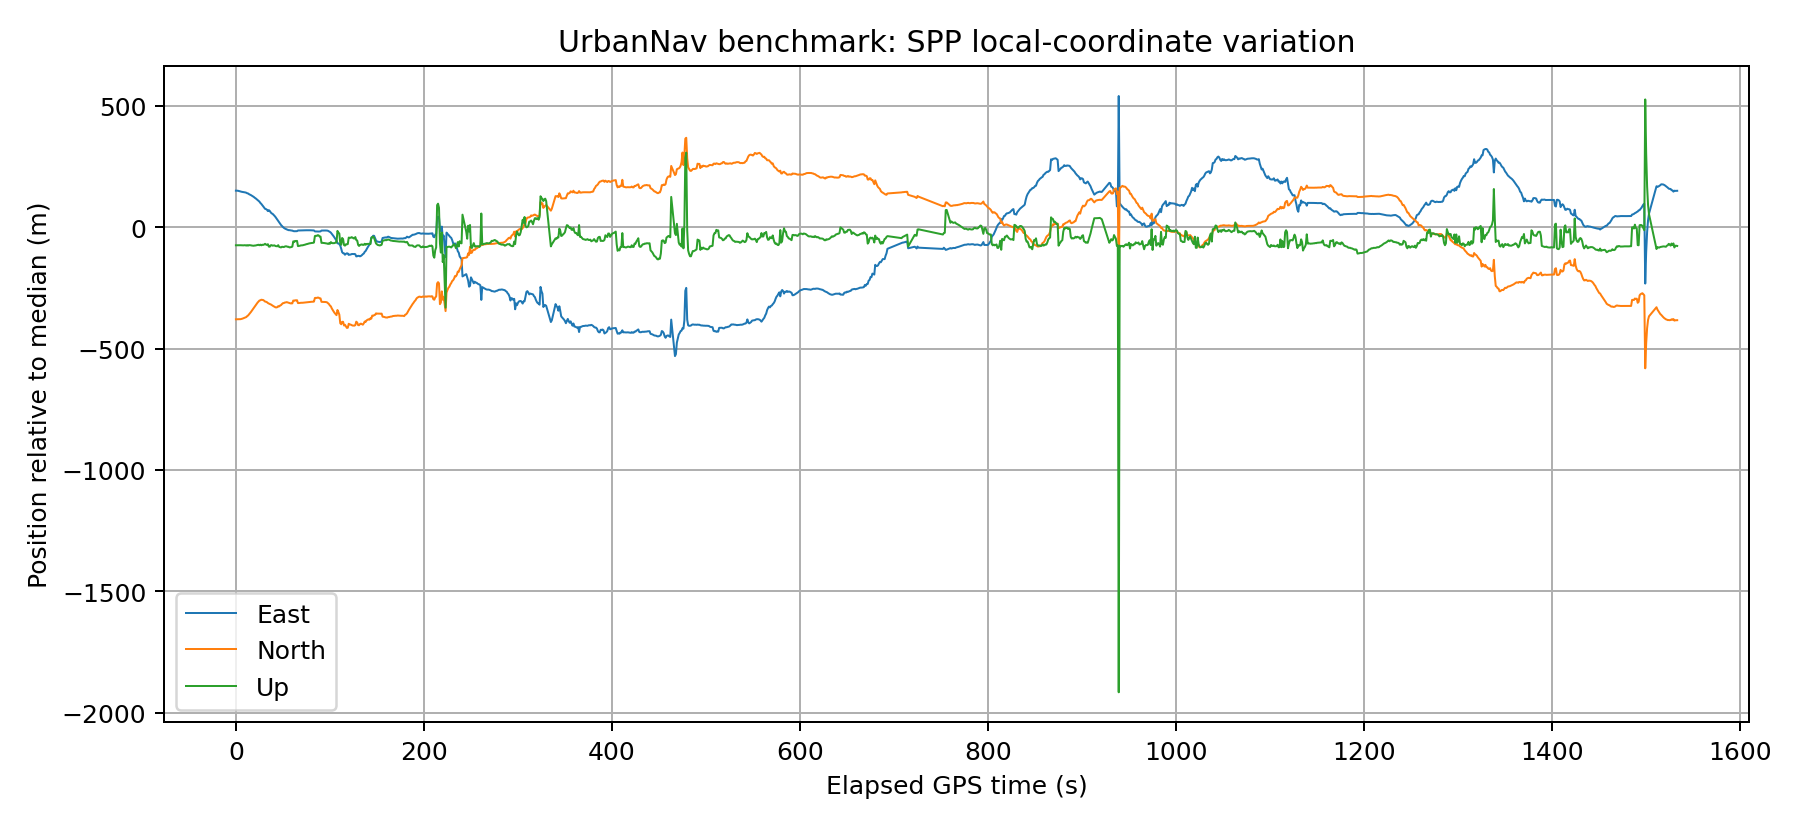 UrbanNav benchmark: SPP local-coordinate variation
Position relative to median (m)
500
0
−500
−1000
−1500
−2000
East
North
Up
0 200 400 600 800 1000 1200 1400 1600
Elapsed GPS time (s)